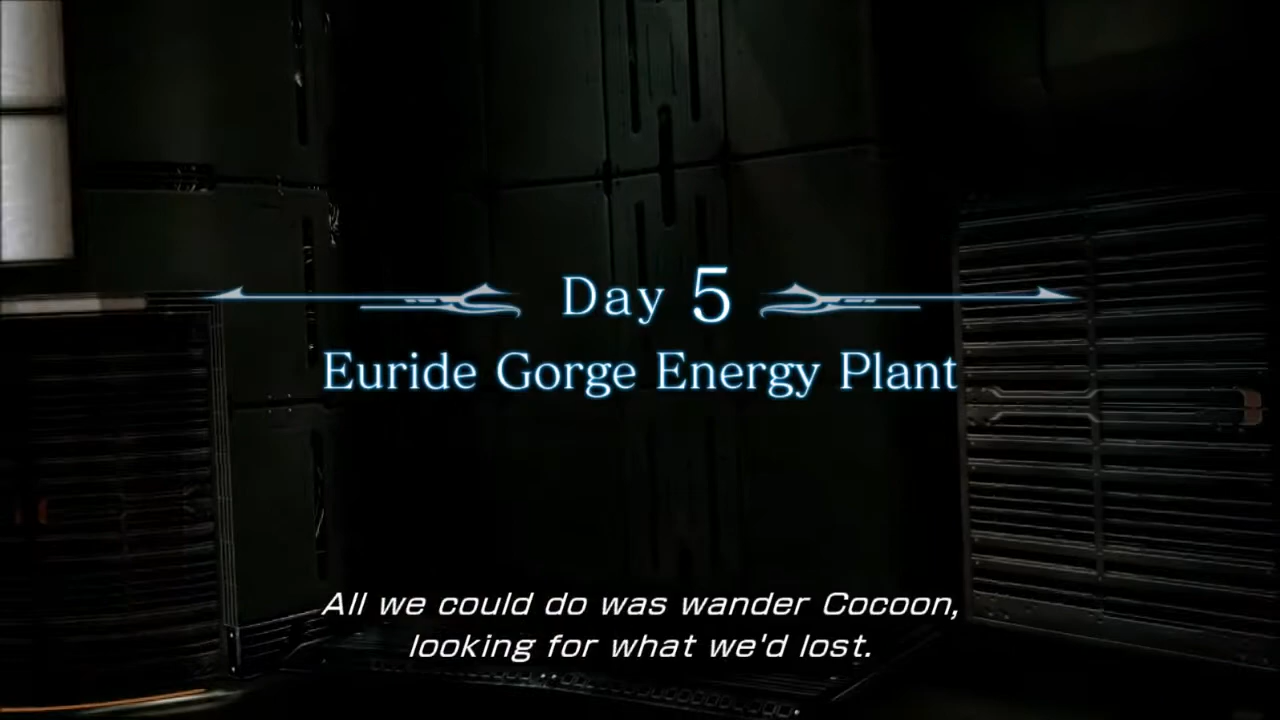 Day 5
Euride Gorge Energy Plant
All we could do was wander Cocoon,
looking for what we'd lost.